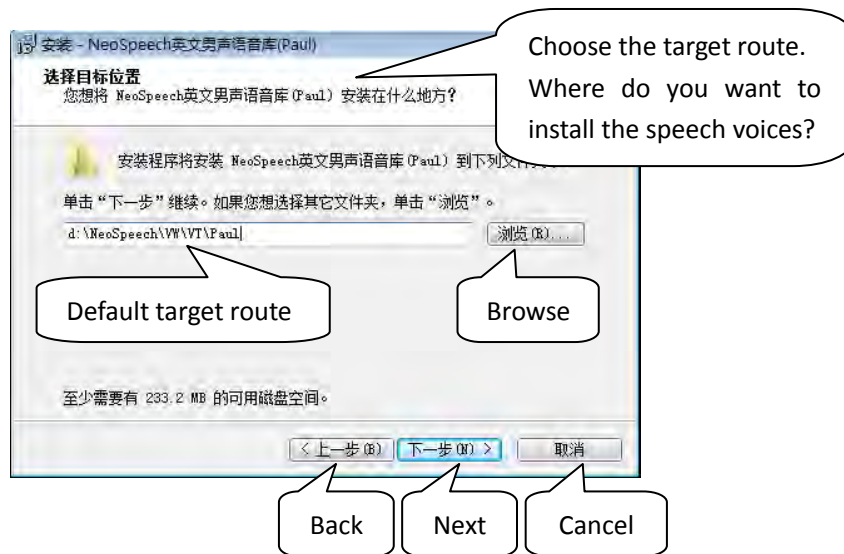 安装 - NeoSpeech英文男声语音库(Paul)
Choose the target route.
Where do you want to
install the speech voices?
选择目标位置
您想将 NeoSpeech英文男声语音库(Paul) 安装在什么地方?
安装程序将安装 NeoSpeech英文男声语音库(Paul) 到下列文件夹
单击“下一步”继续。如果您想选择其它文件夹,单击“浏览”。
d:\NeoSpeech\VW\VT\Paul
浏览(R)...
Default target route
Browse
至少需要有 233.2 MB 的可用磁盘空间。
< 上一步(B)
下一步(N) >
取消
Back
Next
Cancel